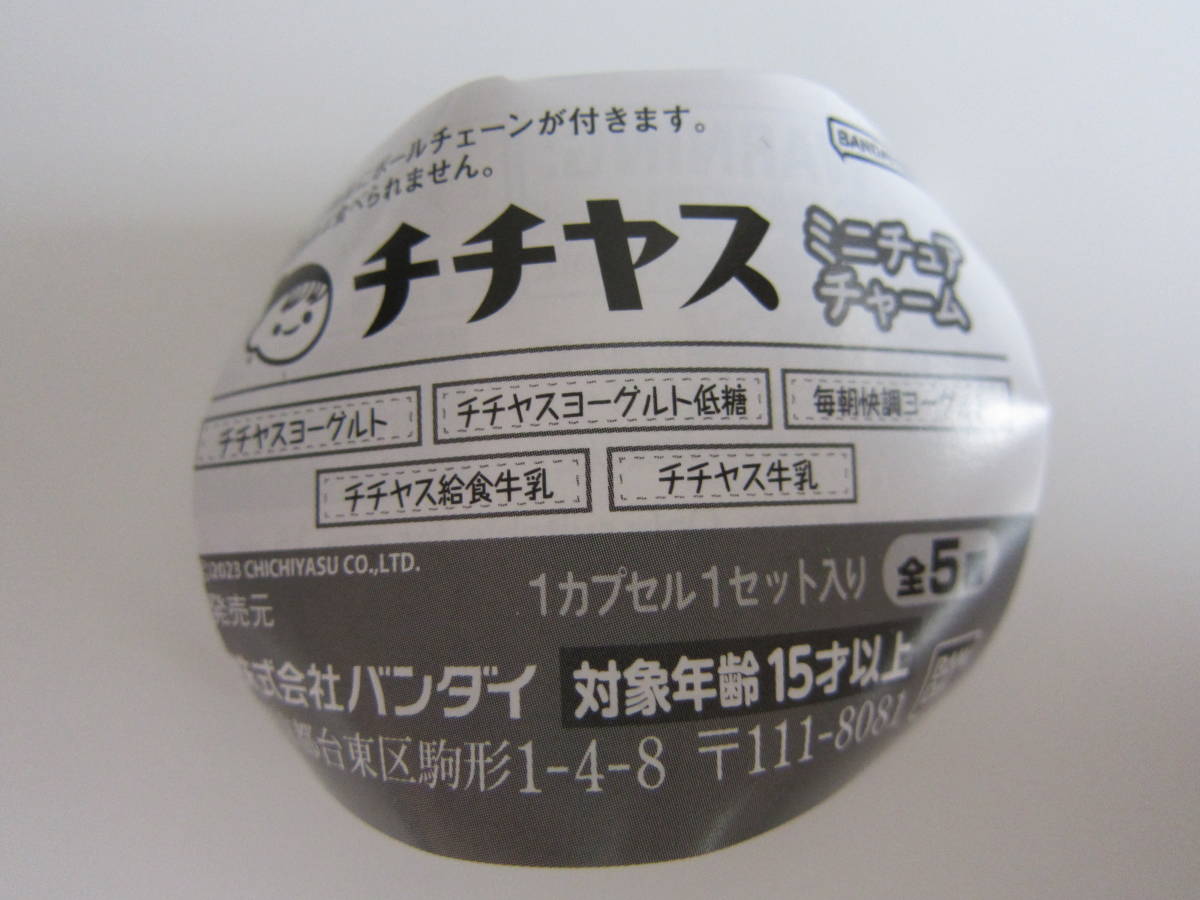 ボールチェーンが付きます。
食べられません。
BANDAI
チチヤス
ミニチュア
チャーム
チチヤスヨーグルト
チチヤスヨーグルト低糖
毎朝快調ヨーグ
チチヤス給食牛乳
チチヤス牛乳
©2023 CHICHIYASU CO.,LTD.
発売元
1カプセル1セット入り
全5
株式会社バンダイ
対象年齢15才以上
都台東区駒形1-4-8 〒111-8081